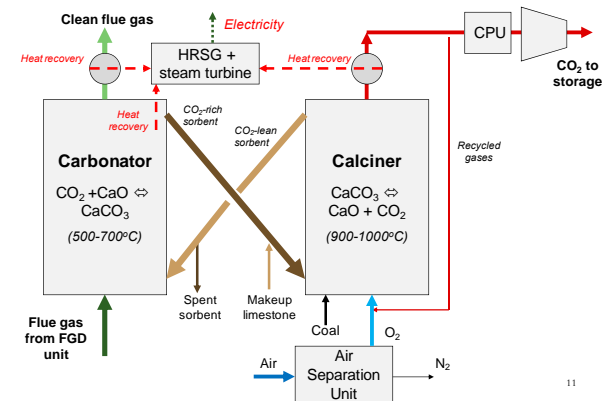 Clean flue gas
Electricity
HRSG +
steam turbine
Heat recovery
Heat recovery
CPU
CO₂ to
storage
Heat
recovery
CO₂-rich
sorbent
CO₂-lean
sorbent
Recycled
gases
Carbonator
CO₂ +CaO ⇔
CaCO₃
(500-700ºC)
Calciner
CaCO₃ ⇔
CaO + CO₂
(900-1000ºC)
Flue gas
from FGD
unit
Spent
sorbent
Makeup
limestone
Coal
O₂
Air
Air
Separation
Unit
N₂
11